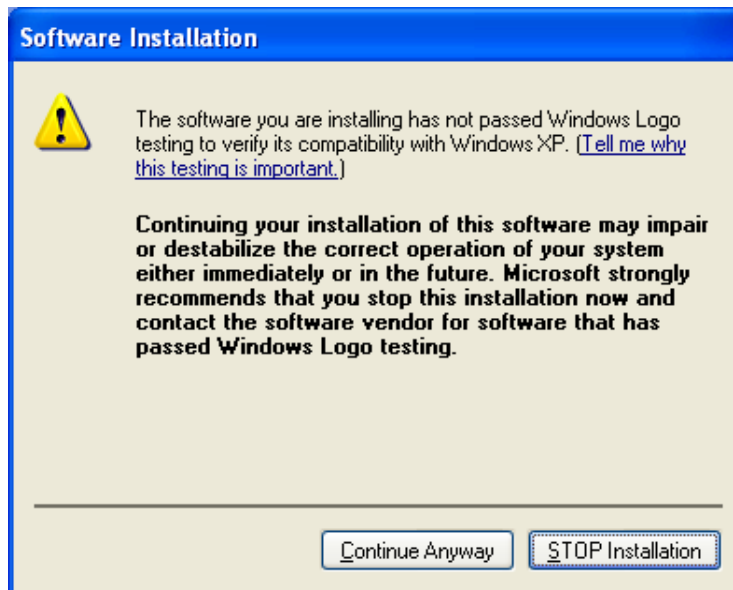 Software Installation
The software you are installing has not passed Windows Logo
testing to verify its compatibility with Windows XP. (Tell me why
this testing is important.)
Continuing your installation of this software may impair
or destabilize the correct operation of your system
either immediately or in the future. Microsoft strongly
recommends that you stop this installation now and
contact the software vendor for software that has
passed Windows Logo testing.
Continue Anyway
STOP Installation